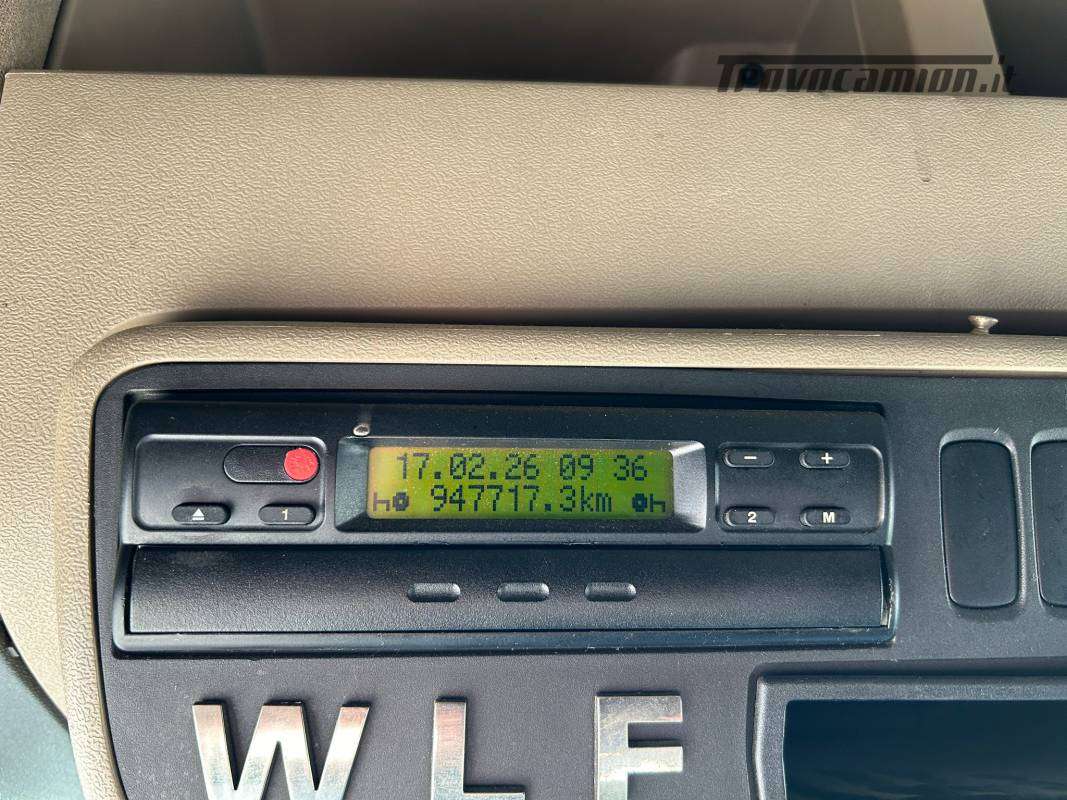 Trovocamion.it
17.02.26 09 36
947717.3km
1
-
+
2
M
WLF